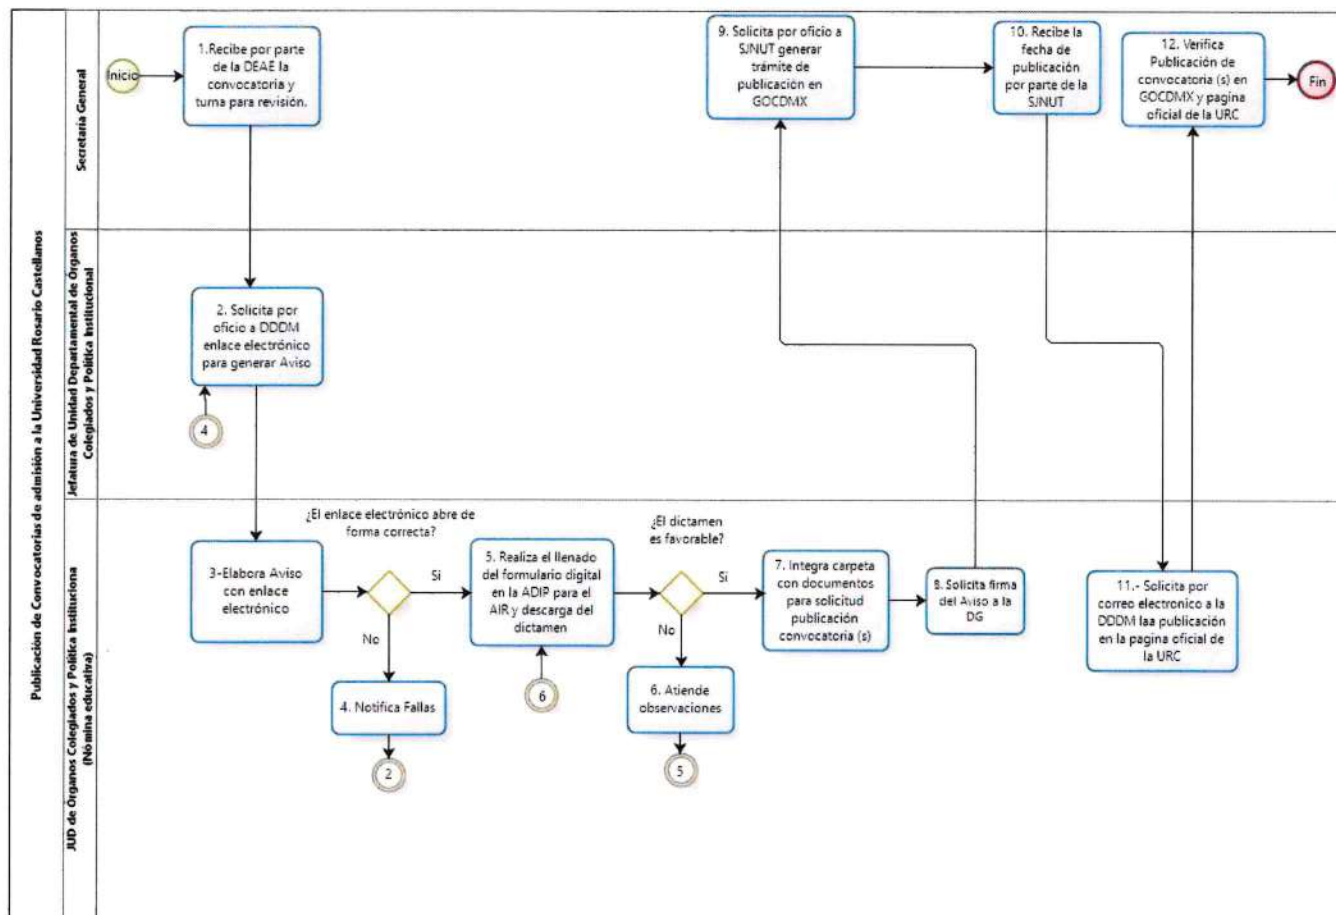 Publicación de Convocatorias de admisión a la Universidad Rosario Castellanos
Secretaría General
Inicio
1.Recibe por parte
de la DEAE la
convocatoria y
turna para revisión.
9. Solicita por oficio a
SJNUT generar
trámite de
publicación en
GOCDMX
10. Recibe la
fecha de
publicación
por parte de la
SJNUT
12. Verifica
Publicación de
convocatoria (s) en
GOCDMX y pagina
oficial de la URC
Fin
Jefatura de Unidad Departamental de Órganos
Colegiados y Política Institucional
2. Solicita por
oficio a DDDM
enlace electrónico
para generar Aviso
4
JUD de Órganos Colegiados y Política Instituciona
(Nómina educativa)
3-Elabora Aviso
con enlace
electrónico
¿El enlace electrónico abre de
forma correcta?
Si
No
4. Notifica Fallas
2
5. Realiza el llenado
del formulario digital
en la ADIP para el
AIR y descarga del
dictamen
6
¿El dictamen
es favorable?
Si
No
6. Atiende
observaciones
5
7. Integra carpeta
con documentos
para solicitud
publicación
convocatoria (s)
8. Solicita firma
del Aviso a la
DG
11.- Solicita por
correo electronico a la
DDDM laa publicación
en la pagina oficial de
la URC